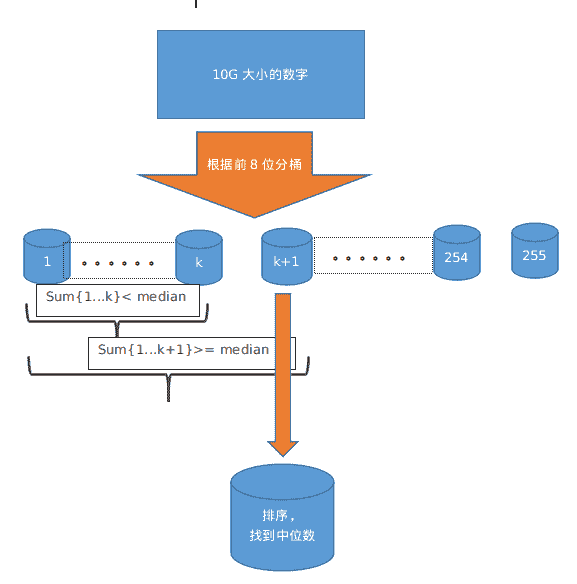 10G 大小的数字
根据前 8 位分桶
1
。。。。。。
k
k+1
。。。。。。
254
255
Sum{1...k}< median
Sum{1...k+1}>= median
排序，
找到中位数